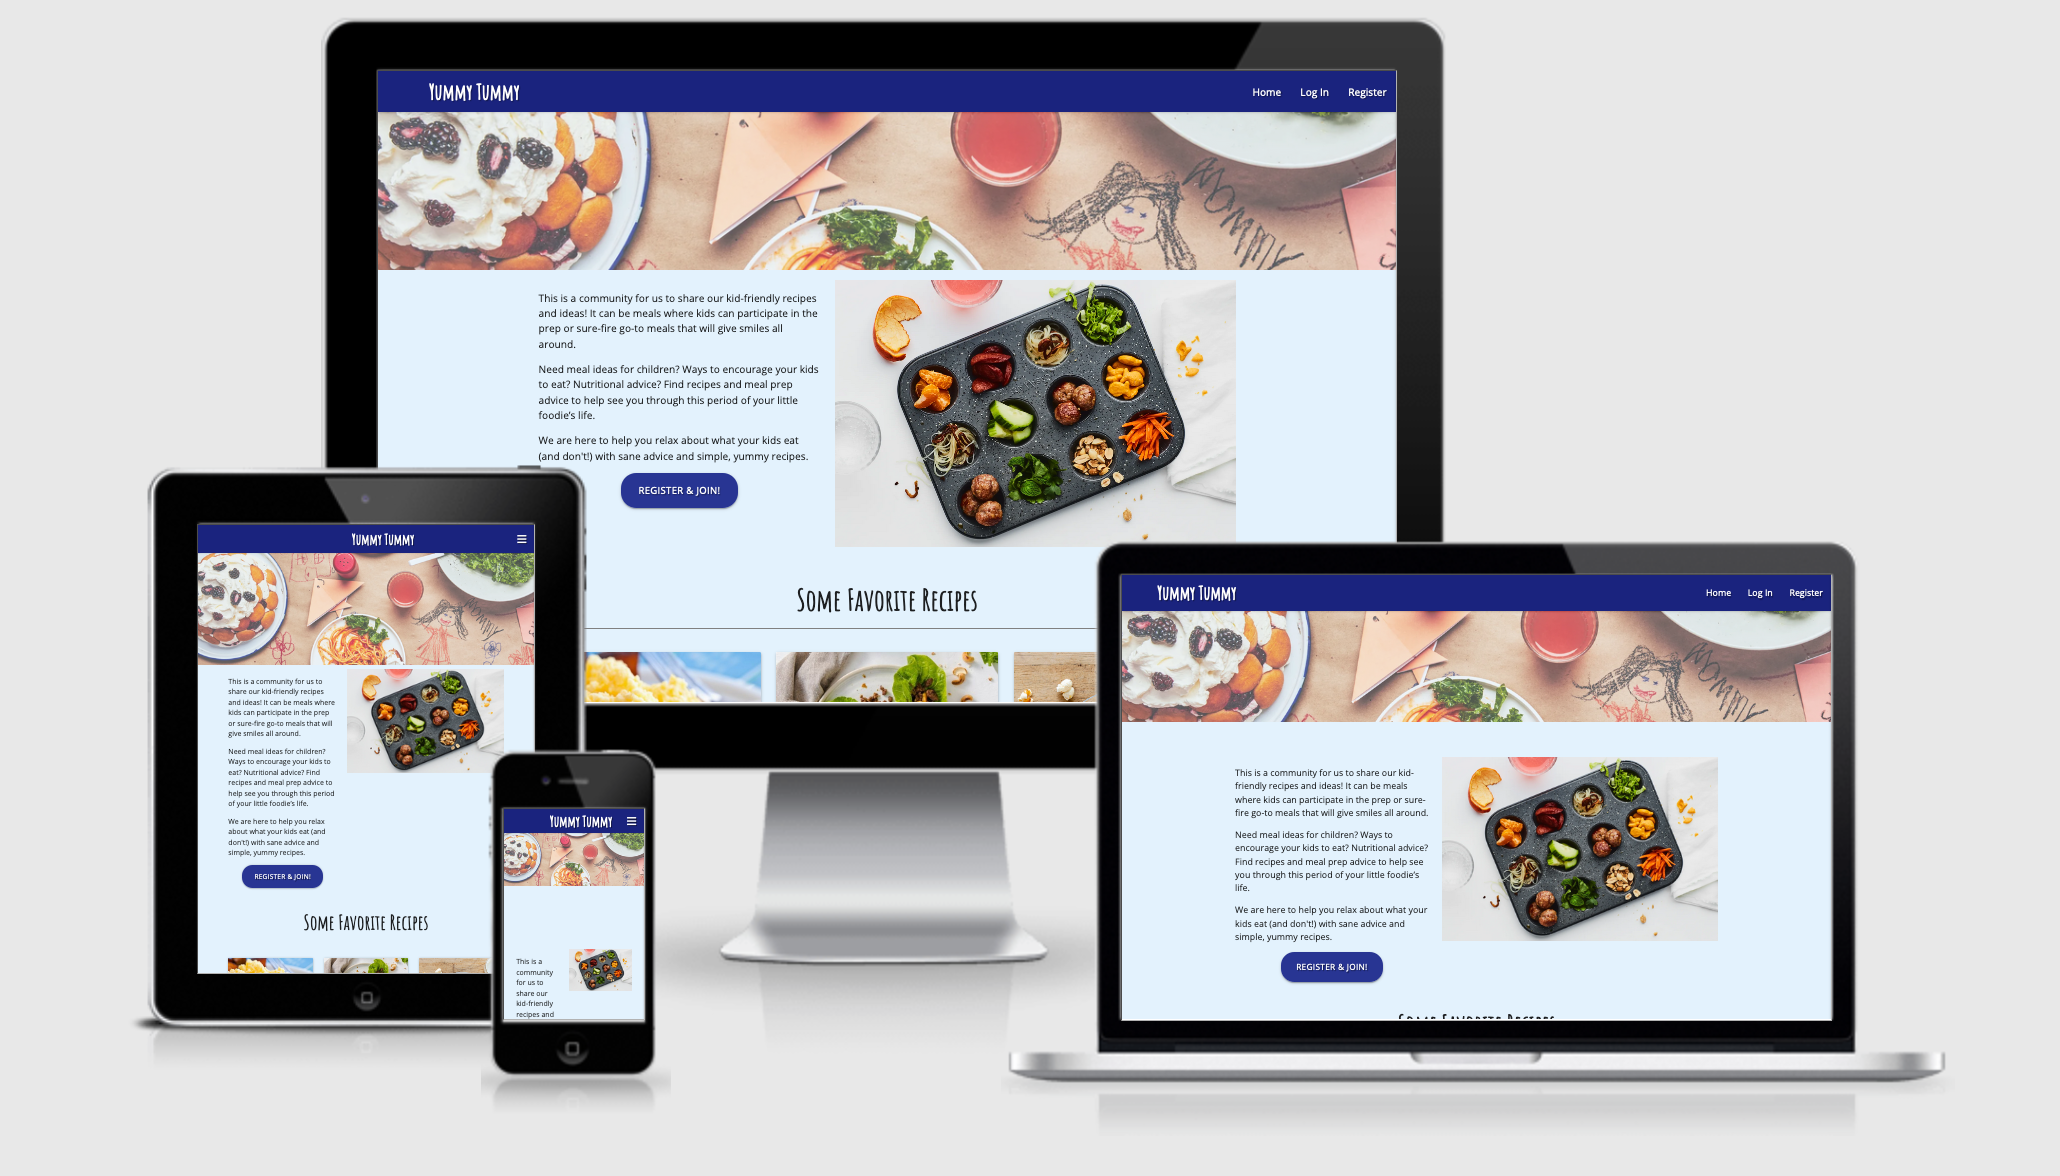 Yummy Tummy
Home Log In Register
Mommy
This is a community for us to share our kid-friendly recipes
and ideas! It can be meals where kids can participate in the
prep or sure-fire go-to meals that will give smiles all
around.
Need meal ideas for children? Ways to encourage your kids
to eat? Nutritional advice? Find recipes and meal prep
advice to help see you through this period of your little
foodie's life.
We are here to help you relax about what your kids eat
(and don't!) with sane advice and simple, yummy recipes.
REGISTER & JOIN!
Some Favorite Recipes
Yummy Tummy
This is a community for us to
share our kid-friendly recipes
and ideas! It can be meals where
kids can participate in the prep
or sure-fire go-to meals that will
give smiles all around.
Need meal ideas for children?
Ways to encourage your kids to
eat? Nutritional advice? Find
recipes and meal prep advice to
help see you through this period
of your little foodie's life.
We are here to help you relax
about what your kids eat (and
don't!) with sane advice and
simple, yummy recipes.
REGISTER & JOIN!
Some Favorite Recipes
Yummy Tummy
This is a
community
for us to
share our
kid-friendly
recipes and
Yummy Tummy
Home Log In Register
This is a community for us to share our kid-
friendly recipes and ideas! It can be meals
where kids can participate in the prep or sure-
fire go-to meals that will give smiles all around.
Need meal ideas for children? Ways to
encourage your kids to eat? Nutritional advice?
Find recipes and meal prep advice to help see
you through this period of your little foodie's
life.
We are here to help you relax about what your
kids eat (and don't!) with sane advice and
simple, yummy recipes.
REGISTER & JOIN!
Some Favorite Recipes